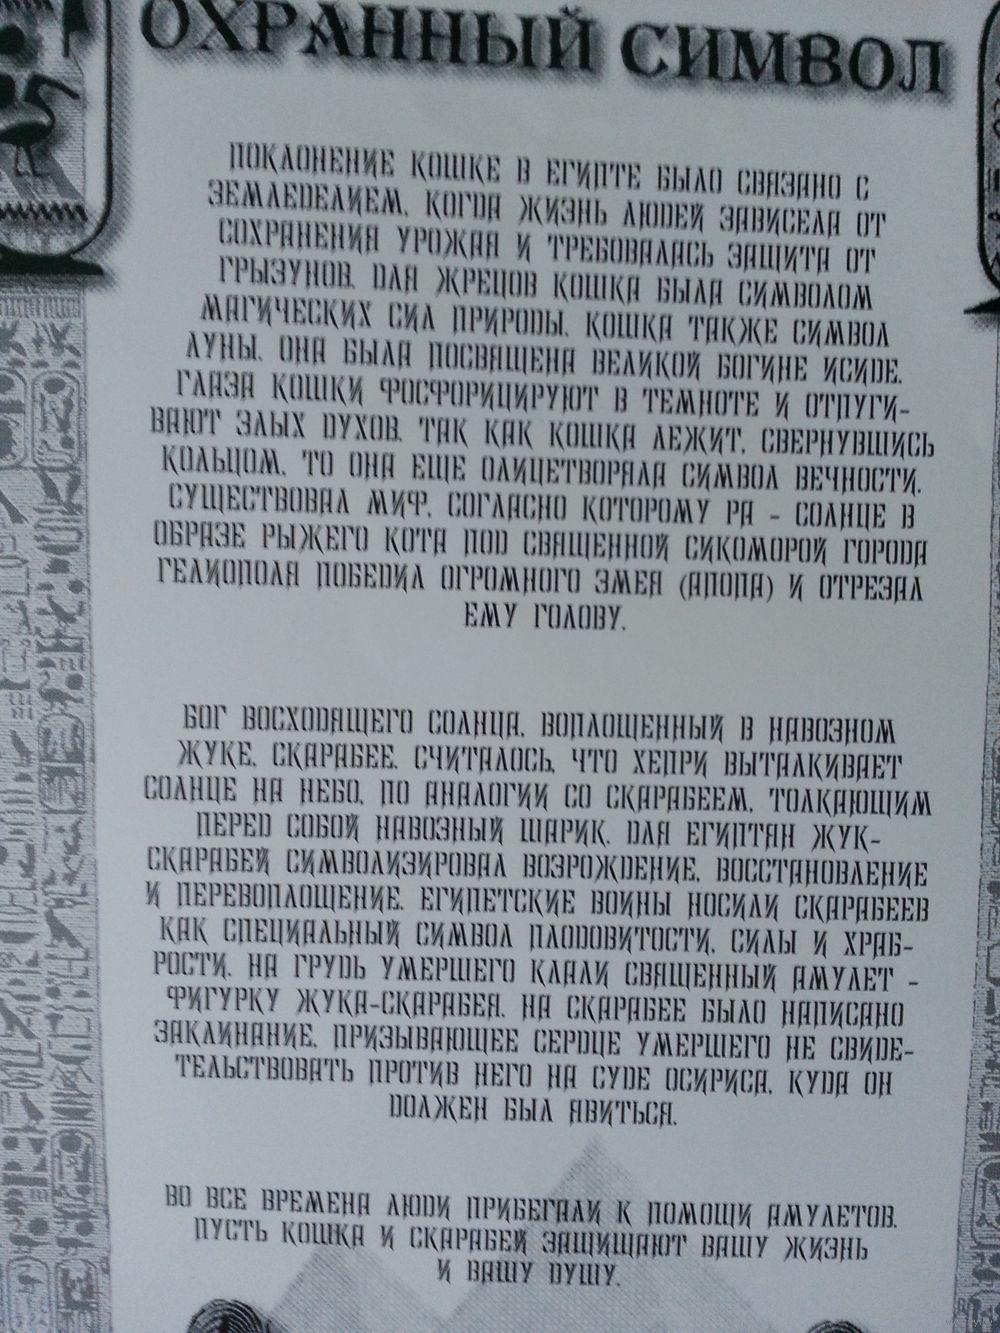 ОХРАННЫЙ СИМВОЛ
ПОКЛОНЕНИЕ КОШКЕ В ЕГИПТЕ БЫЛО СВЯЗАНО С
ЗЕМЛЕДЕЛИЕМ, КОГДА ЖИЗНЬ ЛЮДЕЙ ЗАВИСЕЛА ОТ
СОХРАНЕНИЯ УРОЖАЯ И ТРЕБОВАЛАСЬ ЗАЩИТА ОТ
ГРЫЗУНОВ. ДЛЯ ЖРЕЦОВ КОШКА БЫЛА СИМВОЛОМ
МАГИЧЕСКИХ СИЛ ПРИРОДЫ. КОШКА ТАКЖЕ СИМВОЛ
ЛУНЫ. ОНА БЫЛА ПОСВЯЩЕНА ВЕЛИКОЙ БОГИНЕ ИСИДЕ.
ГЛАЗА КОШКИ ФОСФОРИЦИРУЮТ В ТЕМНОТЕ И ОТПУГИ-
ВАЮТ ЗЛЫХ ДУХОВ. ТАК КАК КОШКА ЛЕЖИТ, СВЕРНУВШИСЬ
КОЛЬЦОМ, ТО ОНА ЕЩЕ ОЛИЦЕТВОРЯЛА СИМВОЛ ВЕЧНОСТИ.
СУЩЕСТВОВАЛ МИФ, СОГЛАСНО КОТОРОМУ РА - СОЛНЦЕ В
ОБРАЗЕ РЫЖЕГО КОТА ПОД СВЯЩЕННОЙ СИКОМОРОЙ ГОРОДА
ГЕЛИОПОЛЯ ПОБЕДИЛ ОГРОМНОГО ЗМЕЯ (АПОПА) И ОТРЕЗАЛ
ЕМУ ГОЛОВУ.
БОГ ВОСХОДЯЩЕГО СОЛНЦА, ВОПЛОЩЕННЫЙ В НАВОЗНОМ
ЖУКЕ, СКАРАБЕЕ. СЧИТАЛОСЬ, ЧТО ХЕПРИ ВЫТАЛКИВАЕТ
СОЛНЦЕ НА НЕБО, ПО АНАЛОГИИ СО СКАРАБЕЕМ, ТОЛКАЮЩИМ
ПЕРЕД СОБОЙ НАВОЗНЫЙ ШАРИК. ДЛЯ ЕГИПТЯН ЖУК-
СКАРАБЕЙ СИМВОЛИЗИРОВАЛ ВОЗРОЖДЕНИЕ, ВОССТАНОВЛЕНИЕ
И ПЕРЕВОПЛОЩЕНИЕ. ЕГИПЕТСКИЕ ВОИНЫ НОСИЛИ СКАРАБЕЕВ
КАК СПЕЦИАЛЬНЫЙ СИМВОЛ ПЛОДОВИТОСТИ, СИЛЫ И ХРАБ-
РОСТИ. НА ГРУДЬ УМЕРШЕГО КЛАЛИ СВЯЩЕННЫЙ АМУЛЕТ -
ФИГУРКУ ЖУКА-СКАРАБЕЯ. НА СКАРАБЕЕ БЫЛО НАПИСАНО
ЗАКЛИНАНИЕ, ПРИЗЫВАЮЩЕЕ СЕРДЦЕ УМЕРШЕГО НЕ СВИДЕ-
ТЕЛЬСТВОВАТЬ ПРОТИВ НЕГО НА СУДЕ ОСИРИСА, КУДА ОН
ДОЛЖЕН БЫЛ ЯВИТЬСЯ.
ВО ВСЕ ВРЕМЕНА ЛЮДИ ПРИБЕГАЛИ К ПОМОЩИ АМУЛЕТОВ.
ПУСТЬ КОШКА И СКАРАБЕЙ ЗАЩИЩАЮТ ВАШУ ЖИЗНЬ
И ВАШУ ДУШУ.